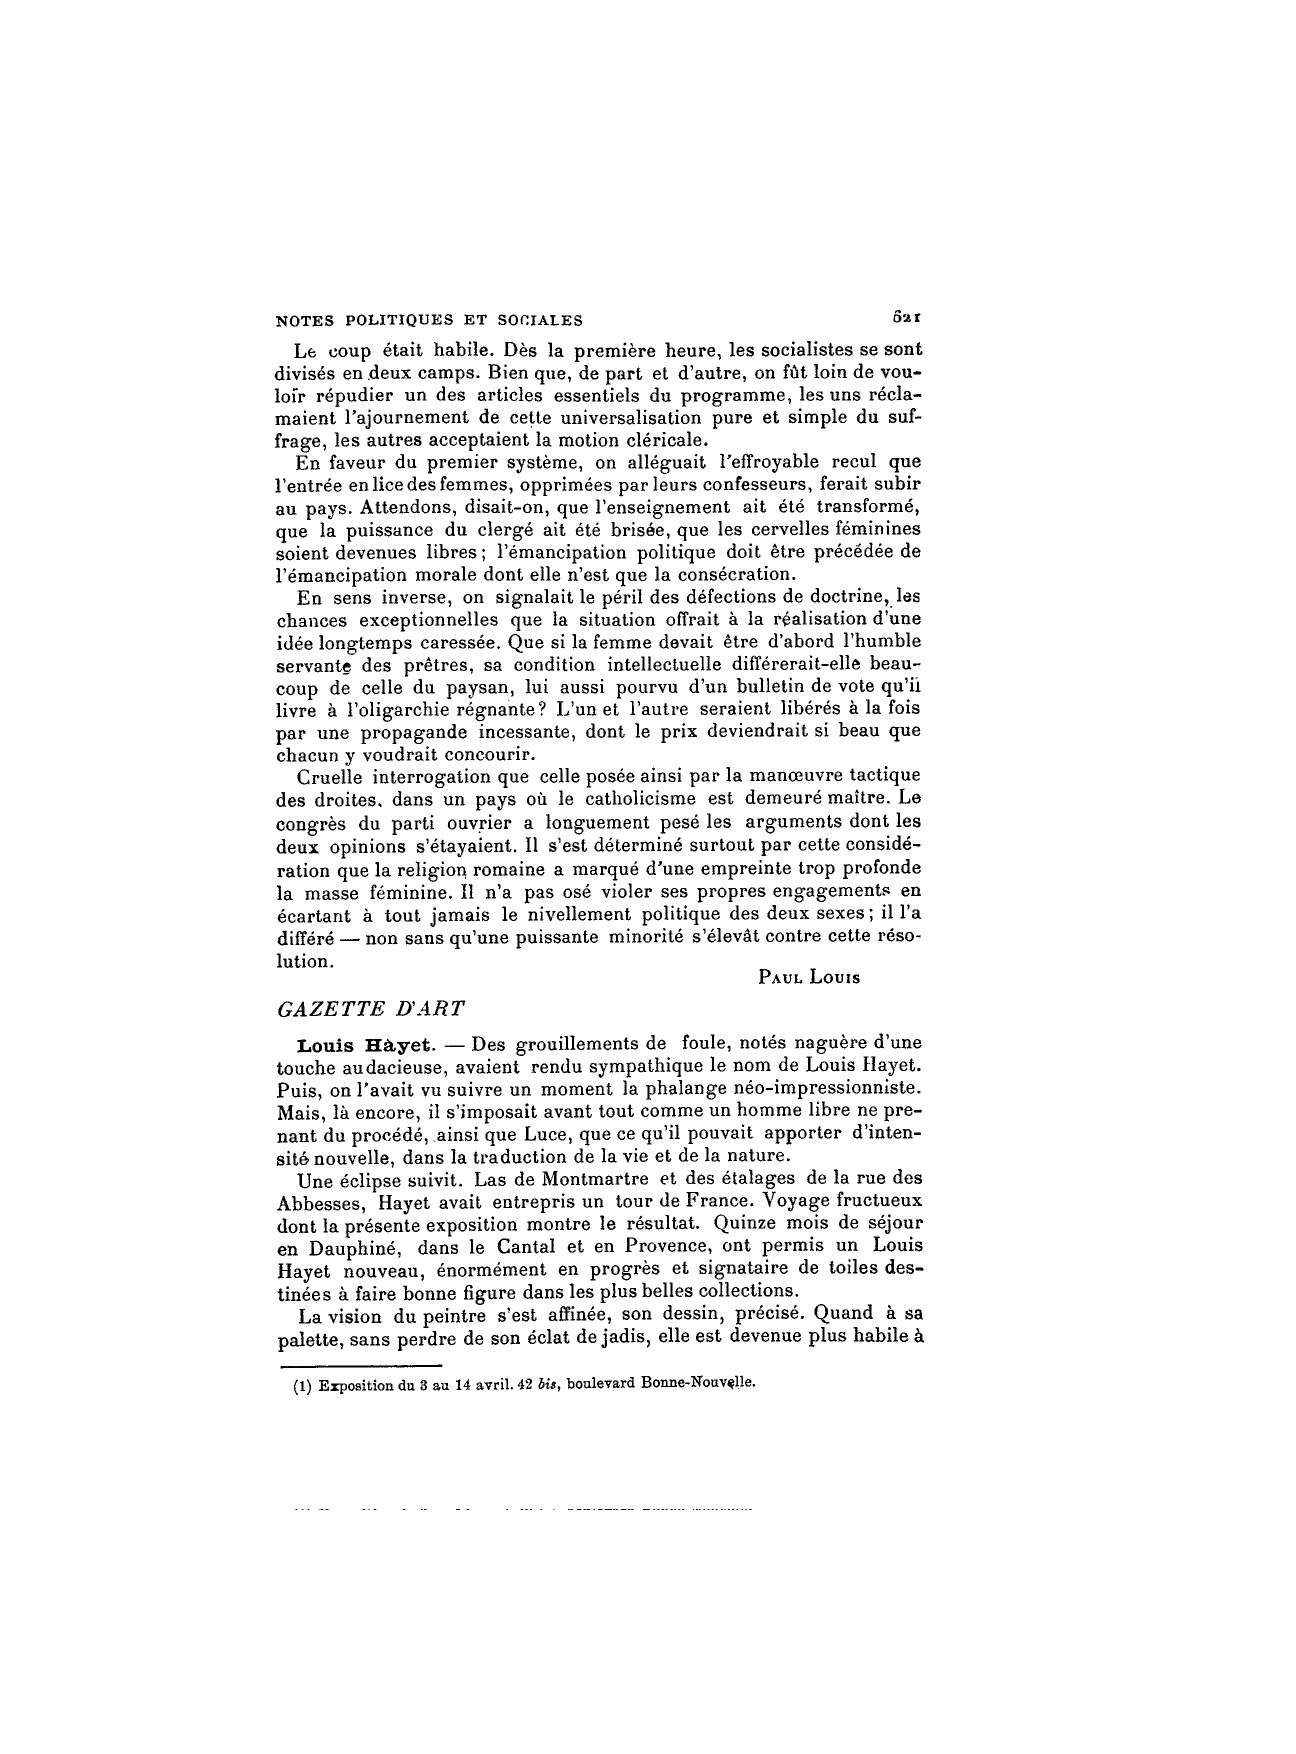 NOTES POLITIQUES ET SOCIALES 621
Le coup était habile. Dès la première heure, les socialistes se sont
divisés en deux camps. Bien que, de part et d'autre, on fût loin de vou-
loir répudier un des articles essentiels du programme, les uns récla-
maient l'ajournement de cette universalisation pure et simple du suf-
frage, les autres acceptaient la motion cléricale.
En faveur du premier système, on alléguait l'effroyable recul que
l'entrée en lice des femmes, opprimées par leurs confesseurs, ferait subir
au pays. Attendons, disait-on, que l'enseignement ait été transformé,
que la puissance du clergé ait été brisée, que les cervelles féminines
soient devenues libres ; l'émancipation politique doit être précédée de
l'émancipation morale dont elle n'est que la consécration.
En sens inverse, on signalait le péril des défections de doctrine, les
chances exceptionnelles que la situation offrait à la réalisation d'une
idée longtemps caressée. Que si la femme devait être d'abord l'humble
servante des prêtres, sa condition intellectuelle différerait-elle beau-
coup de celle du paysan, lui aussi pourvu d'un bulletin de vote qu'il
livre à l'oligarchie régnante? L'un et l'autre seraient libérés à la fois
par une propagande incessante, dont le prix deviendrait si beau que
chacun y voudrait concourir.
Cruelle interrogation que celle posée ainsi par la manœuvre tactique
des droites, dans un pays où le catholicisme est demeuré maître. Le
congrès du parti ouvrier a longuement pesé les arguments dont les
deux opinions s'étayaient. Il s'est déterminé surtout par cette considé-
ration que la religion romaine a marqué d'une empreinte trop profonde
la masse féminine. Il n'a pas osé violer ses propres engagements en
écartant à tout jamais le nivellement politique des deux sexes ; il l'a
différé — non sans qu'une puissante minorité s'élevât contre cette réso-
lution.
PAUL LOUIS
GAZETTE D'ART
Louis Hàyet. — Des grouillements de foule, notés naguère d'une
touche audacieuse, avaient rendu sympathique le nom de Louis Hayet.
Puis, on l'avait vu suivre un moment la phalange néo-impressionniste.
Mais, là encore, il s'imposait avant tout comme un homme libre ne pre-
nant du procédé, ainsi que Luce, que ce qu'il pouvait apporter d'inten-
sité nouvelle, dans la traduction de la vie et de la nature.
Une éclipse suivit. Las de Montmartre et des étalages de la rue des
Abbesses, Hayet avait entrepris un tour de France. Voyage fructueux
dont la présente exposition montre le résultat. Quinze mois de séjour
en Dauphiné, dans le Cantal et en Provence, ont permis un Louis
Hayet nouveau, énormément en progrès et signataire de toiles des-
tinées à faire bonne figure dans les plus belles collections.
La vision du peintre s'est affinée, son dessin, précisé. Quand à sa
palette, sans perdre de son éclat de jadis, elle est devenue plus habile à
(1) Exposition du 3 au 14 avril. 42 bis, boulevard Bonne-Nouvelle.